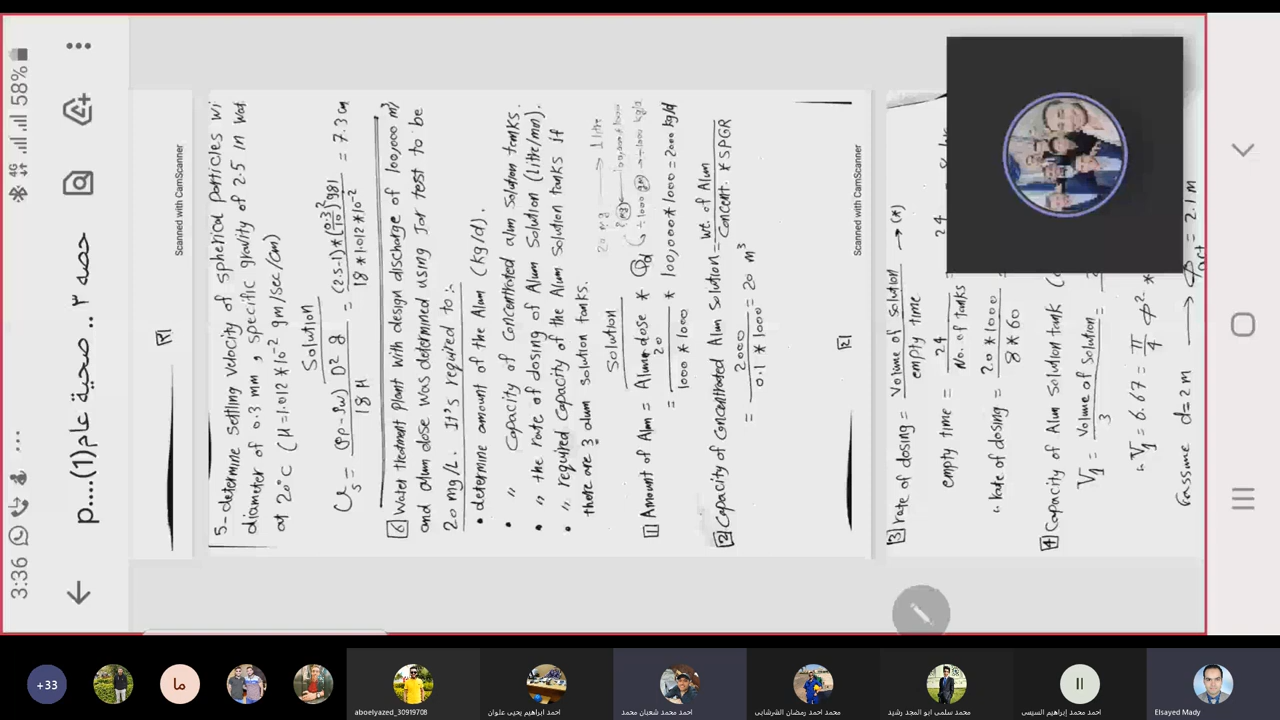 3:36
4G
58%
حصه ٣ .. صحية عام(1)....p
Scanned with CamScanner
[3]
5- determine Settling Velocity of spherical particles wi
diameter of 0.3 mm, specific gravity of 2.5 in wat
at 20°c (M=1.012*10⁻² gm/sec/cm)
Solution
= 7.3 cm
18 M
18 * 1.012*10⁻²
[6] Water treatment plant with design discharge of 100,000 m³/
and alum dose was determined using Jar test to be
20 mg/L. It's required to:-
• determine amount of the Alum (kg/d).
• 〃 Capacity of Concentrated alum Solution tanks.
• 〃 the rate of dosing of Alum Solution (litre/min).
• 〃 required Capacity of the Alum Solution tanks if
there are 3 alum solution tanks.
Solution
20 mg → 1 litre
[1] Amount of Alum = Alum dose * Qd
= 20 / 1000 * 1000 * 100,000*1000 = 2000 kg/d
[2] Capacity of Concentrated Alum Solution = wt. of Alum / Concent. * SPGR
= 2000 / 0.1 * 1000 = 20 m³
Scanned with CamScanner
[3] rate of dosing = Volume of solution / empty time → (*)
empty time = 24 / No. of tanks =
∴ rate of dosing = 20 * 1000 / 8 * 60
[4] Capacity of Alum Solution tank (
V₁ = Volume of Solution / 3 =
∴ V₁ = 6.67 = π/4 Φ² *
assume d=2 m → Φact = 2.1 m
+33
ما
aboelyazed_30919708
احمد ابراهيم يحيى علوان
احمد محمد شعبان محمد
محمد احمد رمضان الشرشابى
محمد سلمى ابو المجد رشيد
احمد محمد إبراهيم السيسى
Elsayed Mady